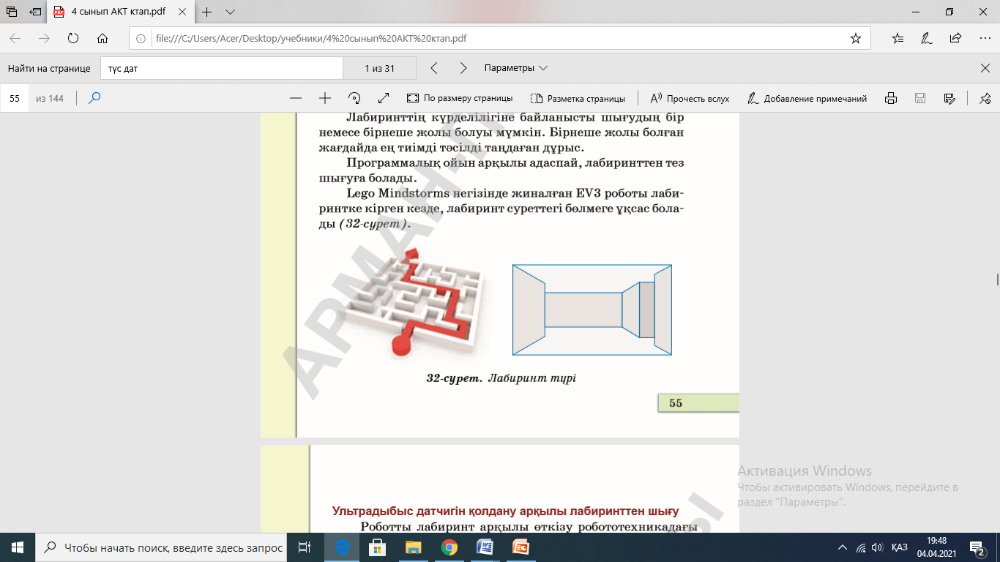 4 сынып АКТ ктап.pdf
file:///C:/Users/Acer/Desktop/учебники/4%20сынып%20АКТ%20ктап.pdf
Найти на странице түс дат 1 из 31 Параметры
55 из 144 По размеру страницы Разметка страницы Прочесть вслух Добавление примечаний
Лабиринттің күрделілігіне байланысты шығудың бір
немесе бірнеше жолы болуы мүмкін. Бірнеше жолы болған
жағдайда ең тиімді тәсілді таңдаған дұрыс.
Программалық ойын арқылы адаспай, лабиринттен тез
шығуға болады.
Lego Mindstorms негізінде жиналған EV3 роботы лаби-
ринтке кірген кезде, лабиринт суреттегі бөлмеге ұқсас бола-
ды (32-сурет).
АРМАН-П
32-сурет. Лабиринт түрі
55
Активация Windows
Чтобы активировать Windows, перейдите в
раздел "Параметры".
Ультрадыбыс датчигін қолдану арқылы лабиринттен шығу
Роботты лабиринт арқылы өткізу робототехникадағы
Чтобы начать поиск, введите здесь запрос
ҚАЗ
19:48
04.04.2021
2